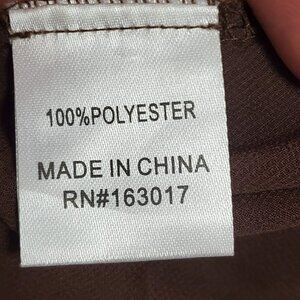 100%POLYESTER
MADE IN CHINA
RN#163017